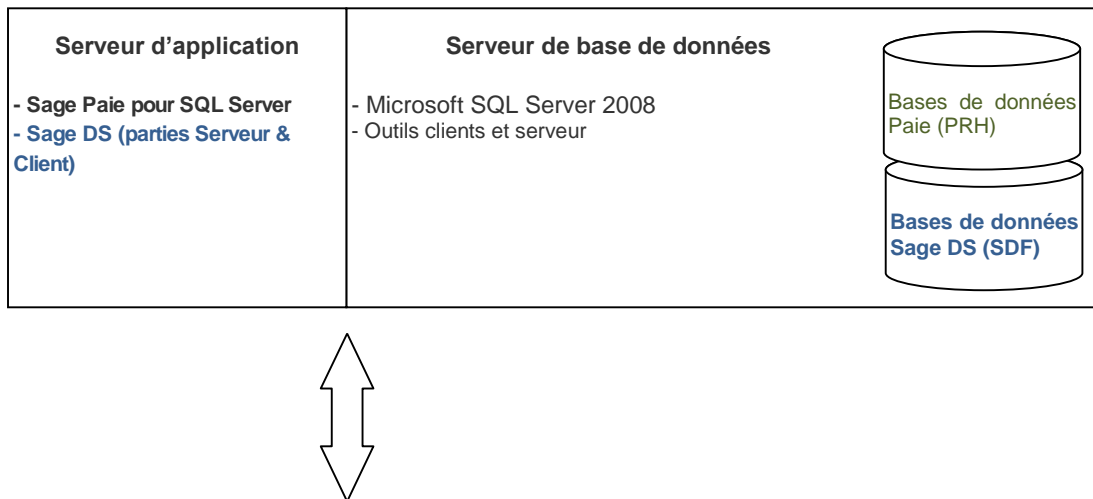 Serveur d’application
- Sage Paie pour SQL Server
- Sage DS (parties Serveur &
Client)
Serveur de base de données
- Microsoft SQL Server 2008
- Outils clients et serveur
Bases de données
Paie (PRH)
Bases de données
Sage DS (SDF)